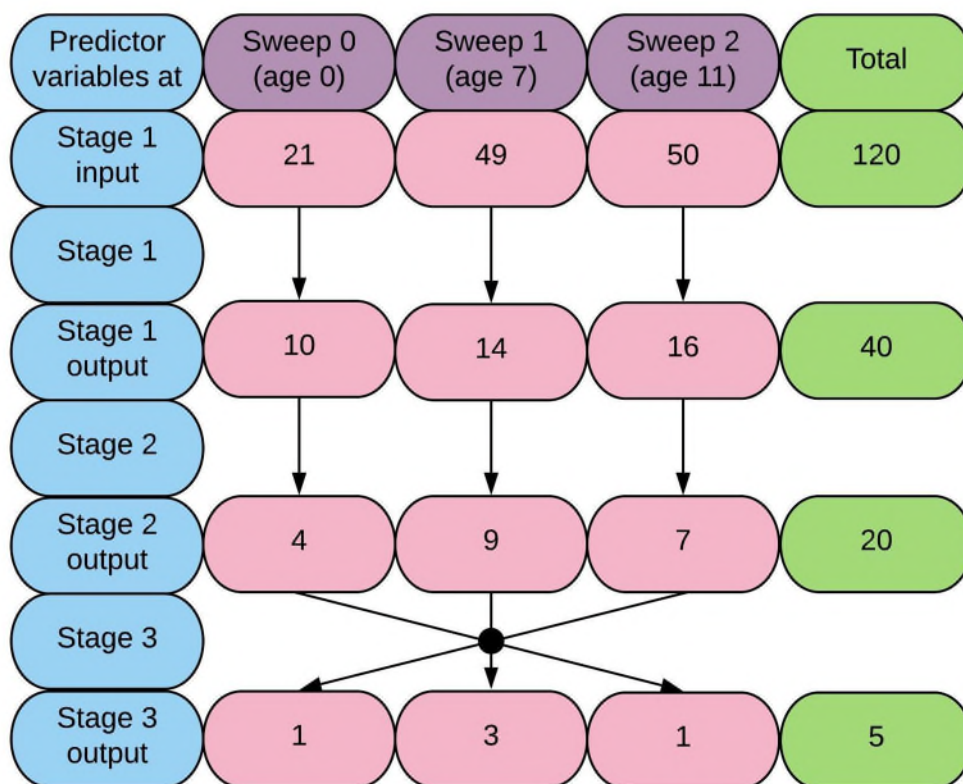 Predictor
variables at
Sweep 0
(age 0)
Sweep 1
(age 7)
Sweep 2
(age 11)
Total
Stage 1
input
21
49
50
120
Stage 1
Stage 1
output
10
14
16
40
Stage 2
Stage 2
output
4
9
7
20
Stage 3
Stage 3
output
1
3
1
5